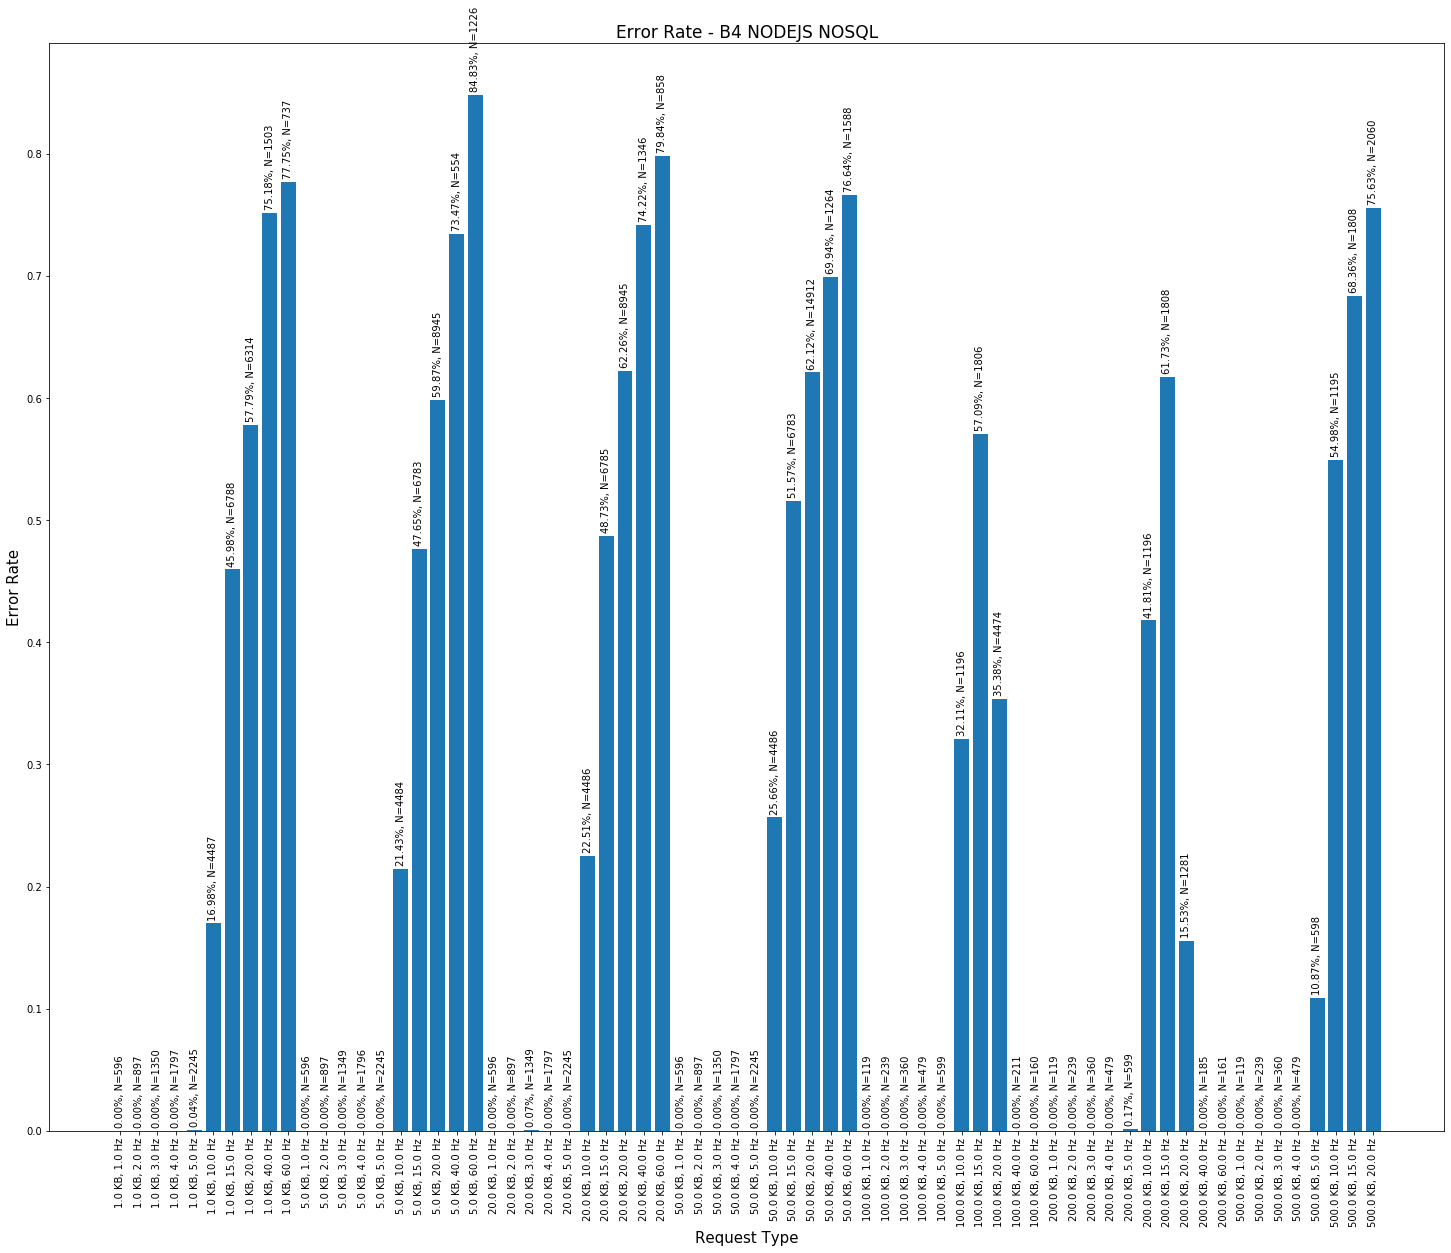 Error Rate - B4 NODEJS NOSQL
Error Rate
0.8
0.7
0.6
0.5
0.4
0.3
0.2
0.1
0.0
0.00%, N=596
0.00%, N=897
0.00%, N=1350
0.00%, N=1797
0.04%, N=2245
16.98%, N=4487
45.98%, N=6788
57.79%, N=6314
75.18%, N=1503
77.75%, N=737
0.00%, N=596
0.00%, N=897
0.00%, N=1349
0.00%, N=1796
0.00%, N=2245
21.43%, N=4484
47.65%, N=6783
59.87%, N=8945
73.47%, N=554
84.83%, N=1226
0.00%, N=596
0.00%, N=897
0.07%, N=1349
0.00%, N=1797
0.00%, N=2245
22.51%, N=4486
48.73%, N=6785
62.26%, N=8945
74.22%, N=1346
79.84%, N=858
0.00%, N=596
0.00%, N=897
0.00%, N=1350
0.00%, N=1797
0.00%, N=2245
25.66%, N=4486
51.57%, N=6783
62.12%, N=14912
69.94%, N=1264
76.64%, N=1588
0.00%, N=119
0.00%, N=239
0.00%, N=360
0.00%, N=479
0.00%, N=599
32.11%, N=1196
57.09%, N=1806
35.38%, N=4474
0.00%, N=211
0.00%, N=160
0.00%, N=119
0.00%, N=239
0.00%, N=360
0.00%, N=479
0.17%, N=599
41.81%, N=1196
61.73%, N=1808
15.53%, N=1281
0.00%, N=185
0.00%, N=161
0.00%, N=119
0.00%, N=239
0.00%, N=360
0.00%, N=479
10.87%, N=598
54.98%, N=1195
68.36%, N=1808
75.63%, N=2060
1.0 KB, 1.0 Hz
1.0 KB, 2.0 Hz
1.0 KB, 3.0 Hz
1.0 KB, 4.0 Hz
1.0 KB, 5.0 Hz
1.0 KB, 10.0 Hz
1.0 KB, 15.0 Hz
1.0 KB, 20.0 Hz
1.0 KB, 40.0 Hz
1.0 KB, 60.0 Hz
5.0 KB, 1.0 Hz
5.0 KB, 2.0 Hz
5.0 KB, 3.0 Hz
5.0 KB, 4.0 Hz
5.0 KB, 5.0 Hz
5.0 KB, 10.0 Hz
5.0 KB, 15.0 Hz
5.0 KB, 20.0 Hz
5.0 KB, 40.0 Hz
5.0 KB, 60.0 Hz
20.0 KB, 1.0 Hz
20.0 KB, 2.0 Hz
20.0 KB, 3.0 Hz
20.0 KB, 4.0 Hz
20.0 KB, 5.0 Hz
20.0 KB, 10.0 Hz
20.0 KB, 15.0 Hz
20.0 KB, 20.0 Hz
20.0 KB, 40.0 Hz
20.0 KB, 60.0 Hz
50.0 KB, 1.0 Hz
50.0 KB, 2.0 Hz
50.0 KB, 3.0 Hz
50.0 KB, 4.0 Hz
50.0 KB, 5.0 Hz
50.0 KB, 10.0 Hz
50.0 KB, 15.0 Hz
50.0 KB, 20.0 Hz
50.0 KB, 40.0 Hz
50.0 KB, 60.0 Hz
100.0 KB, 1.0 Hz
100.0 KB, 2.0 Hz
100.0 KB, 3.0 Hz
100.0 KB, 4.0 Hz
100.0 KB, 5.0 Hz
100.0 KB, 10.0 Hz
100.0 KB, 15.0 Hz
100.0 KB, 20.0 Hz
100.0 KB, 40.0 Hz
100.0 KB, 60.0 Hz
200.0 KB, 1.0 Hz
200.0 KB, 2.0 Hz
200.0 KB, 3.0 Hz
200.0 KB, 4.0 Hz
200.0 KB, 5.0 Hz
200.0 KB, 10.0 Hz
200.0 KB, 15.0 Hz
200.0 KB, 20.0 Hz
200.0 KB, 40.0 Hz
200.0 KB, 60.0 Hz
500.0 KB, 1.0 Hz
500.0 KB, 2.0 Hz
500.0 KB, 3.0 Hz
500.0 KB, 4.0 Hz
500.0 KB, 5.0 Hz
500.0 KB, 10.0 Hz
500.0 KB, 15.0 Hz
500.0 KB, 20.0 Hz
Request Type